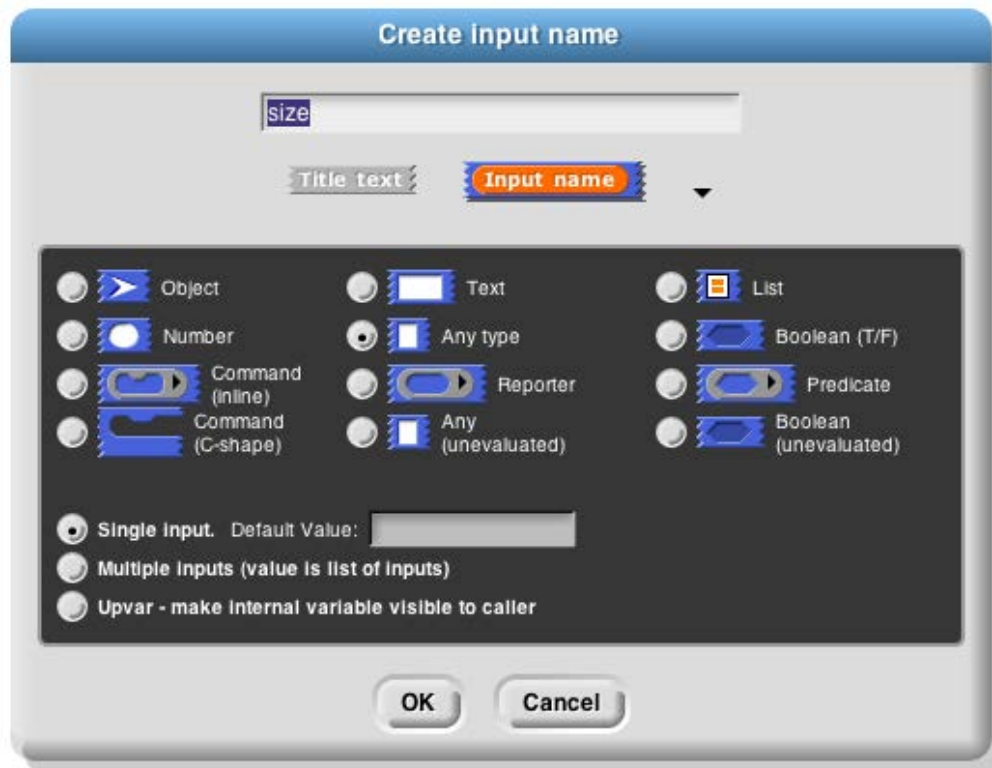 Create input name
size
Title text Input name
Object Text List
Number Any type Boolean (T/F)
Command (inline) Reporter Predicate
Command (C-shape) Any (unevaluated) Boolean (unevaluated)
Single input. Default Value:
Multiple inputs (value is list of inputs)
Upvar - make internal variable visible to caller
OK Cancel